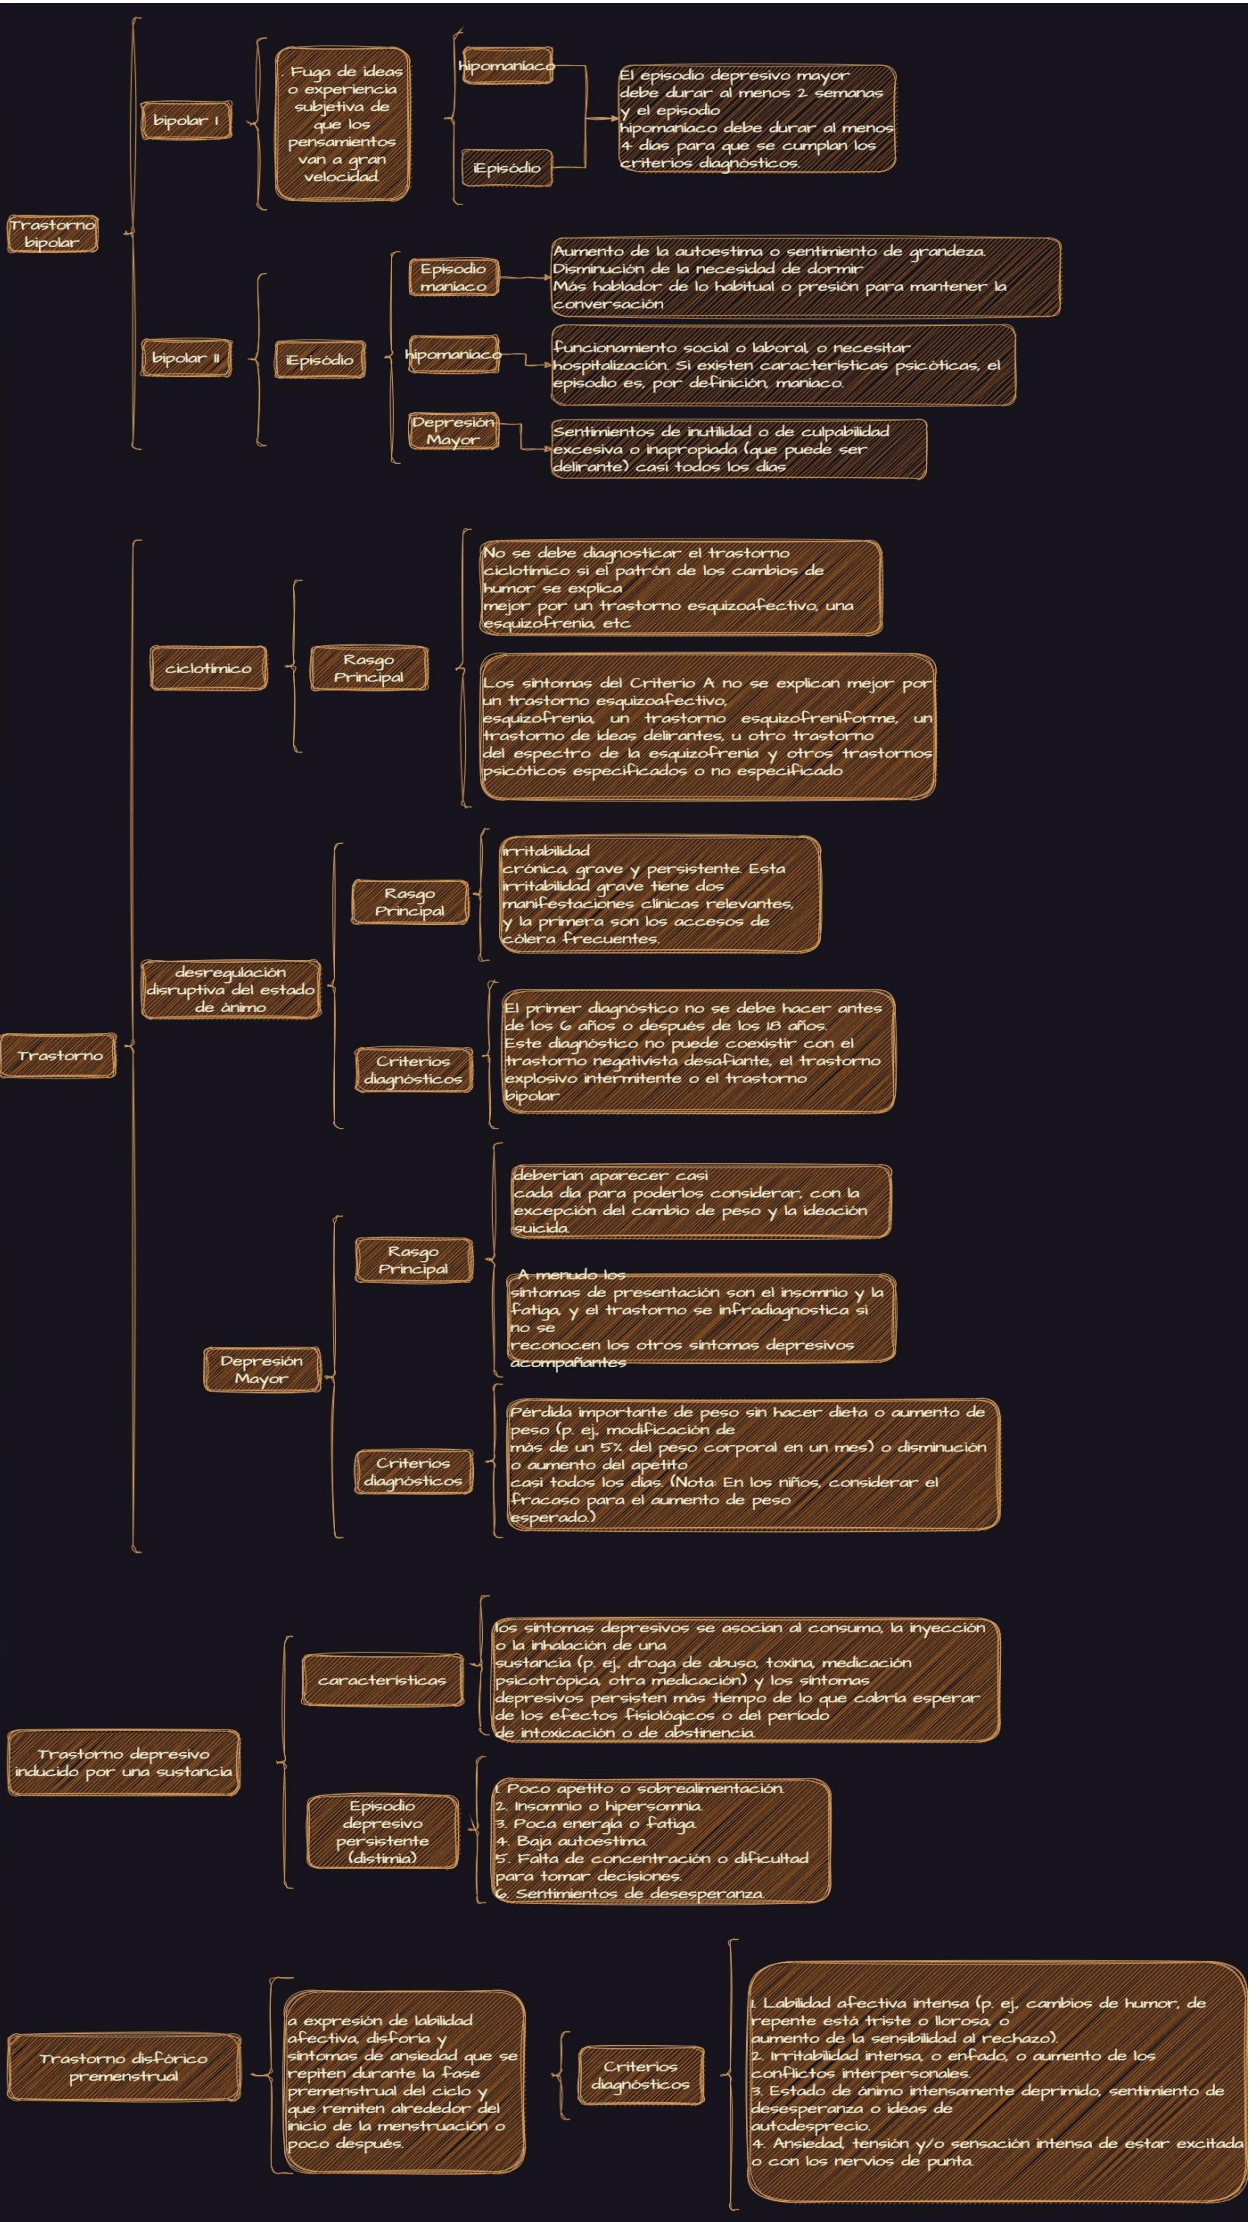 Trastorno
bipolar
bipolar I
. Fuga de ideas
o experiencia
subjetiva de
que los
pensamientos
van a gran
velocidad.
hipomaníaco
iEpisódio
El episodio depresivo mayor
debe durar al menos 2 semanas
y el episodio
hipomaníaco debe durar al menos
4 días para que se cumplan los
criterios diagnósticos.
bipolar II
iEpisódio
Episodio
maníaco
Aumento de la autoestima o sentimiento de grandeza.
Disminución de la necesidad de dormir
Más hablador de lo habitual o presión para mantener la
conversación
hipomaníaco
funcionamiento social o laboral, o necesitar
hospitalización. Si existen características psicóticas, el
episodio es, por definición, maníaco.
Depresión
Mayor
Sentimientos de inutilidad o de culpabilidad
excesiva o inapropiada (que puede ser
delirante) casi todos los días
Trastorno
ciclotímico
Rasgo
Principal
No se debe diagnosticar el trastorno
ciclotímico si el patrón de los cambios de
humor se explica
mejor por un trastorno esquizoafectivo, una
esquizofrenia, etc
Los síntomas del Criterio A no se explican mejor por
un trastorno esquizoafectivo,
esquizofrenia, un trastorno esquizofreniforme, un
trastorno de ideas delirantes, u otro trastorno
del espectro de la esquizofrenia y otros trastornos
psicóticos especificados o no especificado
desregulación
disruptiva del estado
de ánimo
Rasgo
Principal
irritabilidad
crónica, grave y persistente. Esta
irritabilidad grave tiene dos
manifestaciones clínicas relevantes,
y la primera son los accesos de
cólera frecuentes.
Criterios
diagnósticos
El primer diagnóstico no se debe hacer antes
de los 6 años o después de los 18 años.
Este diagnóstico no puede coexistir con el
trastorno negativista desafiante, el trastorno
explosivo intermitente o el trastorno
bipolar
Depresión
Mayor
Rasgo
Principal
deberían aparecer casi
cada día para poderlos considerar, con la
excepción del cambio de peso y la ideación
suicida.
A menudo los
síntomas de presentación son el insomnio y la
fatiga, y el trastorno se infradiagnostica si
no se
reconocen los otros síntomas depresivos
acompañantes
Criterios
diagnósticos
Pérdida importante de peso sin hacer dieta o aumento de
peso (p. ej., modificación de
más de un 5% del peso corporal en un mes) o disminución
o aumento del apetito
casi todos los días. (Nota: En los niños, considerar el
fracaso para el aumento de peso
esperado.)
Trastorno depresivo
inducido por una sustancia
características
los síntomas depresivos se asocian al consumo, la inyección
o la inhalación de una
sustancia (p. ej., droga de abuso, toxina, medicación
psicotrópica, otra medicación) y los síntomas
depresivos persisten más tiempo de lo que cabría esperar
de los efectos fisiológicos o del período
de intoxicación o de abstinencia.
Episodio
depresivo
persistente
(distimia)
1. Poco apetito o sobrealimentación.
2. Insomnio o hipersomnia.
3. Poca energía o fatiga.
4. Baja autoestima.
5. Falta de concentración o dificultad
para tomar decisiones.
6. Sentimientos de desesperanza.
Trastorno disfórico
premenstrual
a expresión de labilidad
afectiva, disforia y
síntomas de ansiedad que se
repiten durante la fase
premenstrual del ciclo y
que remiten alrededor del
inicio de la menstruación o
poco después.
Criterios
diagnósticos
1. Labilidad afectiva intensa (p. ej., cambios de humor, de
repente está triste o llorosa, o
aumento de la sensibilidad al rechazo).
2. Irritabilidad intensa, o enfado, o aumento de los
conflictos interpersonales.
3. Estado de ánimo intensamente deprimido, sentimiento de
desesperanza o ideas de
autodesprecio.
4. Ansiedad, tensión y/o sensación intensa de estar excitada
o con los nervios de punta.